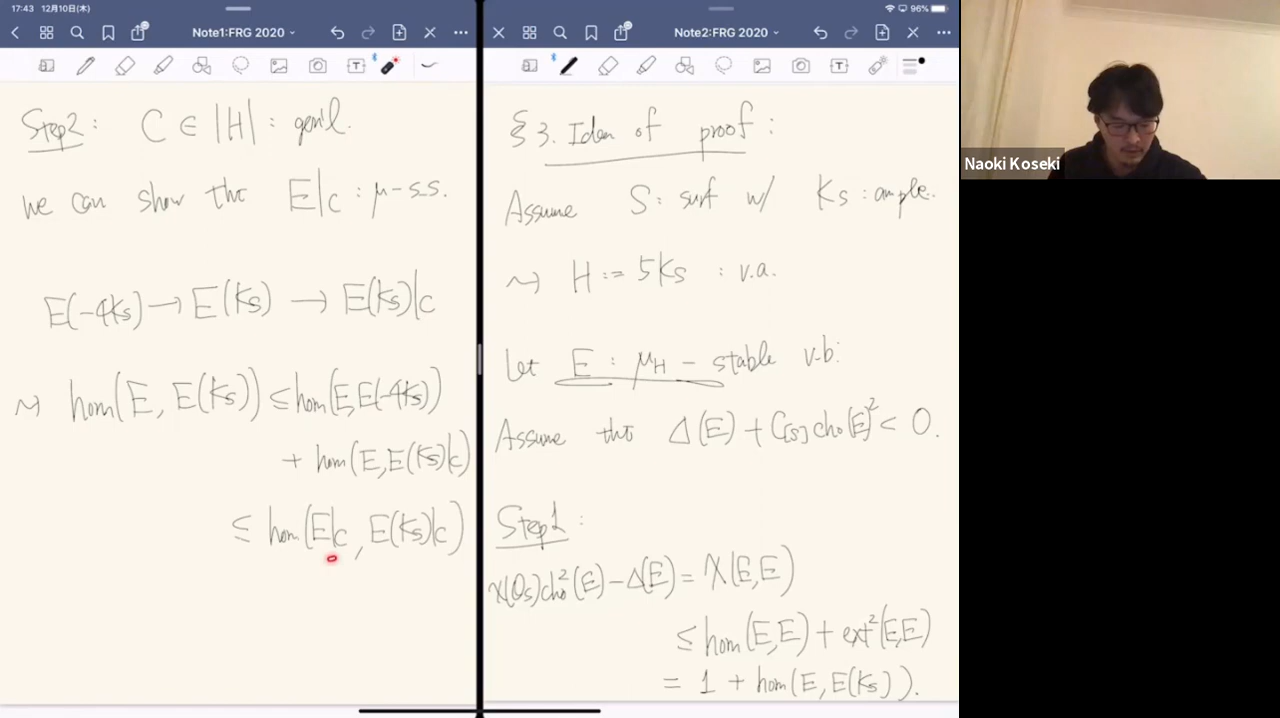 17:43 12月10日(木)
96%
Note1:FRG 2020
Note2:FRG 2020
Step2: C ∈ |H| : gen'l.
we can show tht E|c : μ-s.s.
E(-4Ks) → E(Ks) → E(Ks)|c
⇝ hom(E, E(Ks)) ≤ hom(E,E(-4Ks))
+ hom(E,E(Ks)|c)
≤ hom(E|c, E(Ks)|c)
§3. Idea of proof:
Assume S: surf w/ Ks: ample.
⇝ H := 5Ks : v.a.
Let E : μH - stable v.b.
Assume tht Δ(E) + C[S]ch₀(E)² < 0.
Step1:
χ(Os)ch₀²(E) - Δ(E) = χ(E,E)
≤ hom(E,E) + ext²(E,E)
= 1 + hom(E, E(Ks)).
Naoki Koseki